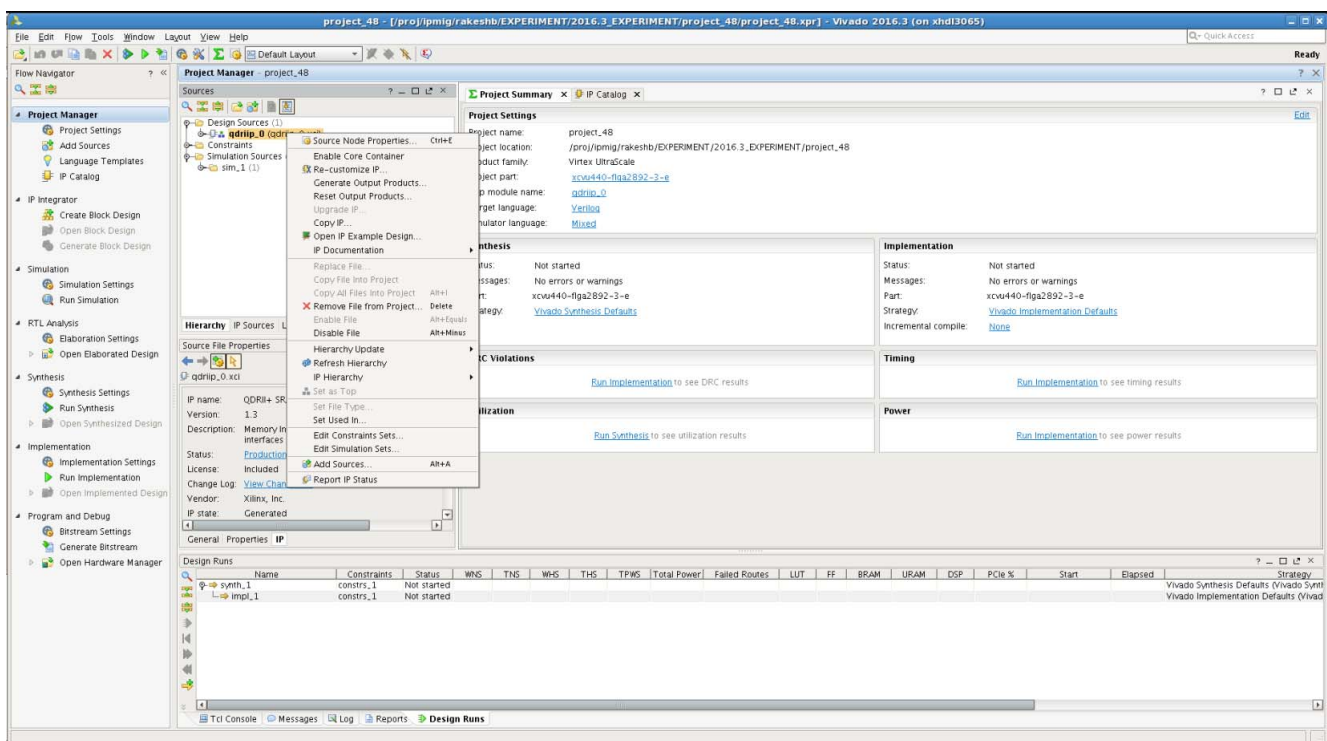 project_48 - [/proj/ipmig/rakeshb/EXPERIMENT/2016.3_EXPERIMENT/project_48/project_48.xpr] - Vivado 2016.3 (on xhdl3065)
File Edit Flow Tools Window Layout View Help
Quick Access
Default Layout
Ready
Flow Navigator
Project Manager
Project Settings
Add Sources
Language Templates
IP Catalog
IP Integrator
Create Block Design
Open Block Design
Generate Block Design
Simulation
Simulation Settings
Run Simulation
RTL Analysis
Elaboration Settings
Open Elaborated Design
Synthesis
Synthesis Settings
Run Synthesis
Open Synthesized Design
Implementation
Implementation Settings
Run Implementation
Open Implemented Design
Program and Debug
Bitstream Settings
Generate Bitstream
Open Hardware Manager
Project Manager - project_48
Sources
Design Sources (1)
qdriip_0
Constraints
Simulation Sources
sim_1 (1)
Hierarchy IP Sources L
Source File Properties
qdriip_0.xci
IP name: QDRII+ SR
Version: 1.3
Description: Memory In
interfaces
Status: Production
License: Included
Change Log: View Chan
Vendor: Xilinx, Inc.
IP state: Generated
General Properties IP
Source Node Properties... Ctrl+E
Enable Core Container
Re-customize IP...
Generate Output Products...
Reset Output Products...
Upgrade IP...
Copy IP...
Open IP Example Design...
IP Documentation
Replace File...
Copy File Into Project
Copy All Files Into Project Alt+I
Remove File from Project... Delete
Enable File Alt+Equals
Disable File Alt+Minus
Hierarchy Update
Refresh Hierarchy
IP Hierarchy
Set as Top
Set File Type...
Set Used In...
Edit Constraints Sets...
Edit Simulation Sets...
Add Sources... Alt+A
Report IP Status
Project Summary IP Catalog
Project Settings Edit
Project name: project_48
oject location: /proj/ipmig/rakeshb/EXPERIMENT/2016.3_EXPERIMENT/project_48
oduct family: Virtex UltraScale
oject part: xcvu440-flga2892-3-e
p module name: qdriip_0
rget language: Verilog
mulator language: Mixed
nthesis
atus: Not started
essages: No errors or warnings
rt: xcvu440-flga2892-3-e
ategy: Vivado Synthesis Defaults
Implementation
Status: Not started
Messages: No errors or warnings
Part: xcvu440-flga2892-3-e
Strategy: Vivado Implementation Defaults
Incremental compile: None
RC Violations
Run Implementation to see DRC results
Timing
Run Implementation to see timing results
ilization
Run Synthesis to see utilization results
Power
Run Implementation to see power results
Design Runs
Name Constraints Status WNS TNS WHS THS TPWS Total Power Failed Routes LUT FF BRAM URAM DSP PCIe % Start Elapsed Strategy
synth_1 constrs_1 Not started Vivado Synthesis Defaults (Vivado Synth
impl_1 constrs_1 Not started Vivado Implementation Defaults (Vivad
Tcl Console Messages Log Reports Design Runs